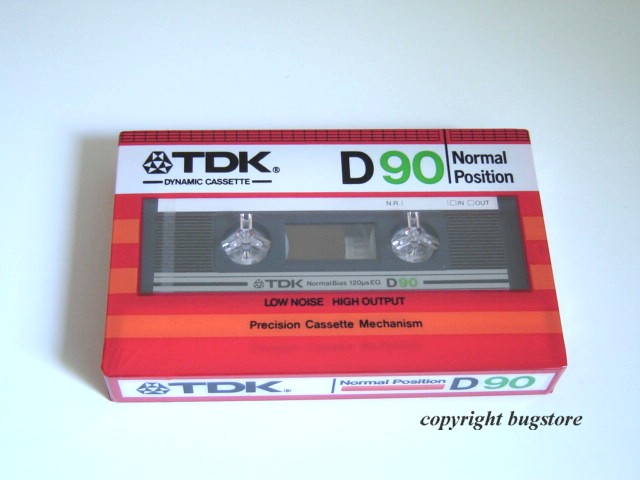 TDK®
DYNAMIC CASSETTE
D90
Normal
Position
N.R.
IN OUT
TDK Normal Bias 120μs EQ D90
LOW NOISE HIGH OUTPUT
Precision Cassette Mechanism
TDK® Normal Position D90
copyright bugstore